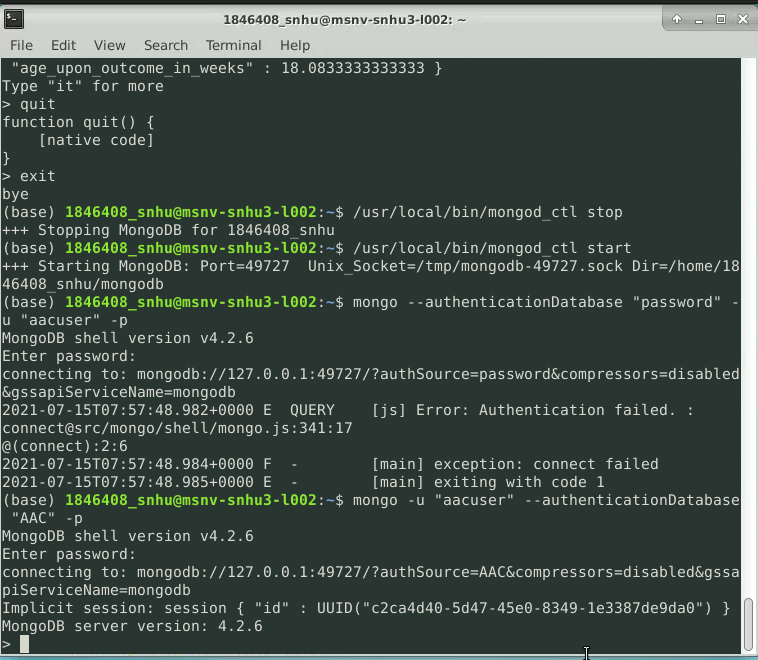 1846408_snhu@msnv-snhu3-l002: ~
File Edit View Search Terminal Help
"age_upon_outcome_in_weeks" : 18.0833333333333 }
Type "it" for more
> quit
function quit() {
    [native code]
}
> exit
bye
(base) 1846408_snhu@msnv-snhu3-l002:~$ /usr/local/bin/mongod_ctl stop
+++ Stopping MongoDB for 1846408_snhu
(base) 1846408_snhu@msnv-snhu3-l002:~$ /usr/local/bin/mongod_ctl start
+++ Starting MongoDB: Port=49727  Unix_Socket=/tmp/mongodb-49727.sock Dir=/home/18
46408_snhu/mongodb
(base) 1846408_snhu@msnv-snhu3-l002:~$ mongo --authenticationDatabase "password" -
u "aacuser" -p
MongoDB shell version v4.2.6
Enter password:
connecting to: mongodb://127.0.0.1:49727/?authSource=password&compressors=disabled
&gssapiServiceName=mongodb
2021-07-15T07:57:48.982+0000 E  QUERY    [js] Error: Authentication failed. :
connect@src/mongo/shell/mongo.js:341:17
@(connect):2:6
2021-07-15T07:57:48.984+0000 F  -        [main] exception: connect failed
2021-07-15T07:57:48.985+0000 E  -        [main] exiting with code 1
(base) 1846408_snhu@msnv-snhu3-l002:~$ mongo -u "aacuser" --authenticationDatabase
 "AAC" -p
MongoDB shell version v4.2.6
Enter password:
connecting to: mongodb://127.0.0.1:49727/?authSource=AAC&compressors=disabled&gssa
piServiceName=mongodb
Implicit session: session { "id" : UUID("c2ca4d40-5d47-45e0-8349-1e3387de9da0") }
MongoDB server version: 4.2.6
>